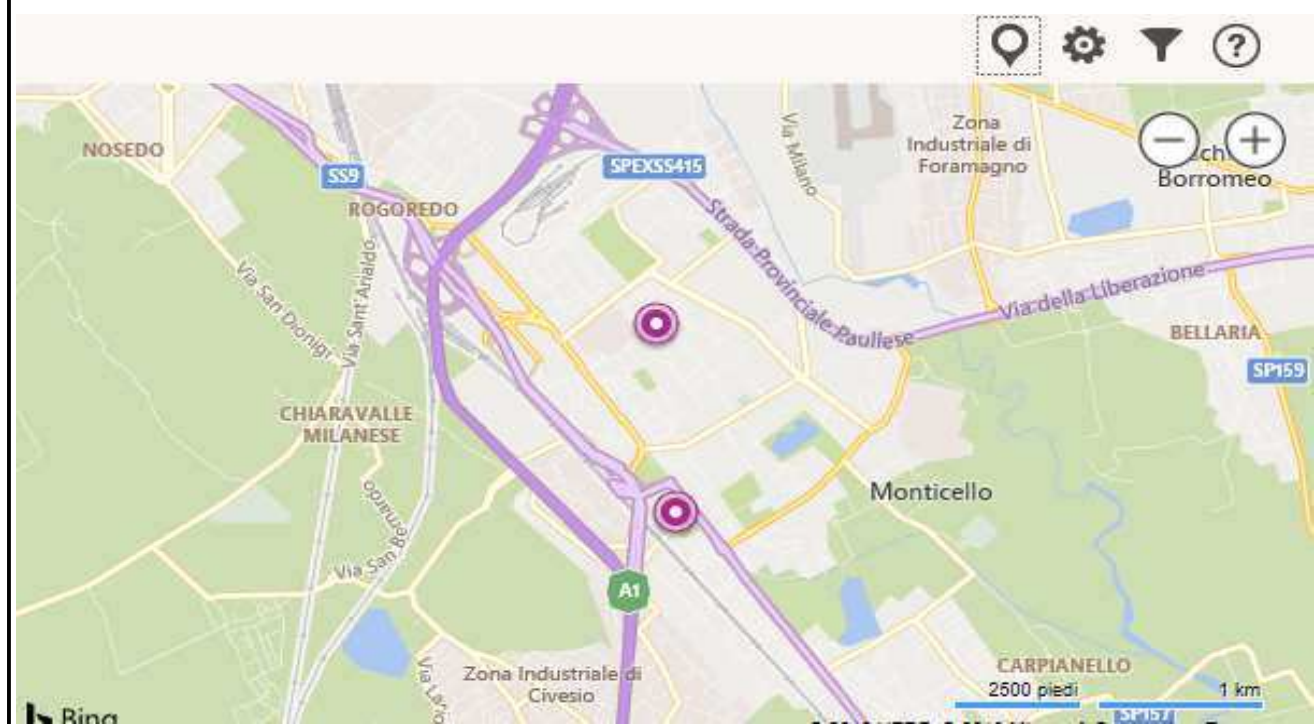 ?
NOSEDO
SS9
ROGOREDO
SPEXSS415
Via Milano
Zona
Industriale di
Foramagno
Borromeo
Strada Provinciale Paullese
Via della Liberazione
BELLARIA
SP159
Via San Dionigi
Via Sant'Arialdo
CHIARAVALLE
MILANESE
Via San Bernardo
Monticello
A1
Zona Industriale di
Civesio
CARPIANELLO
2500 piedi
1 km
Bing
SP157